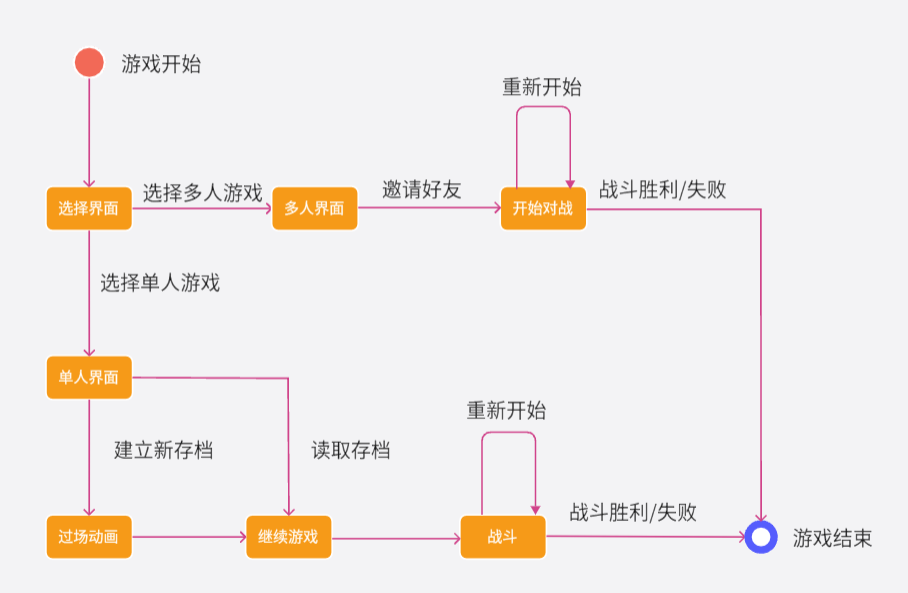 游戏开始
重新开始
选择界面
选择多人游戏
多人界面
邀请好友
开始对战
战斗胜利/失败
选择单人游戏
单人界面
重新开始
建立新存档
读取存档
过场动画
继续游戏
战斗
战斗胜利/失败
游戏结束